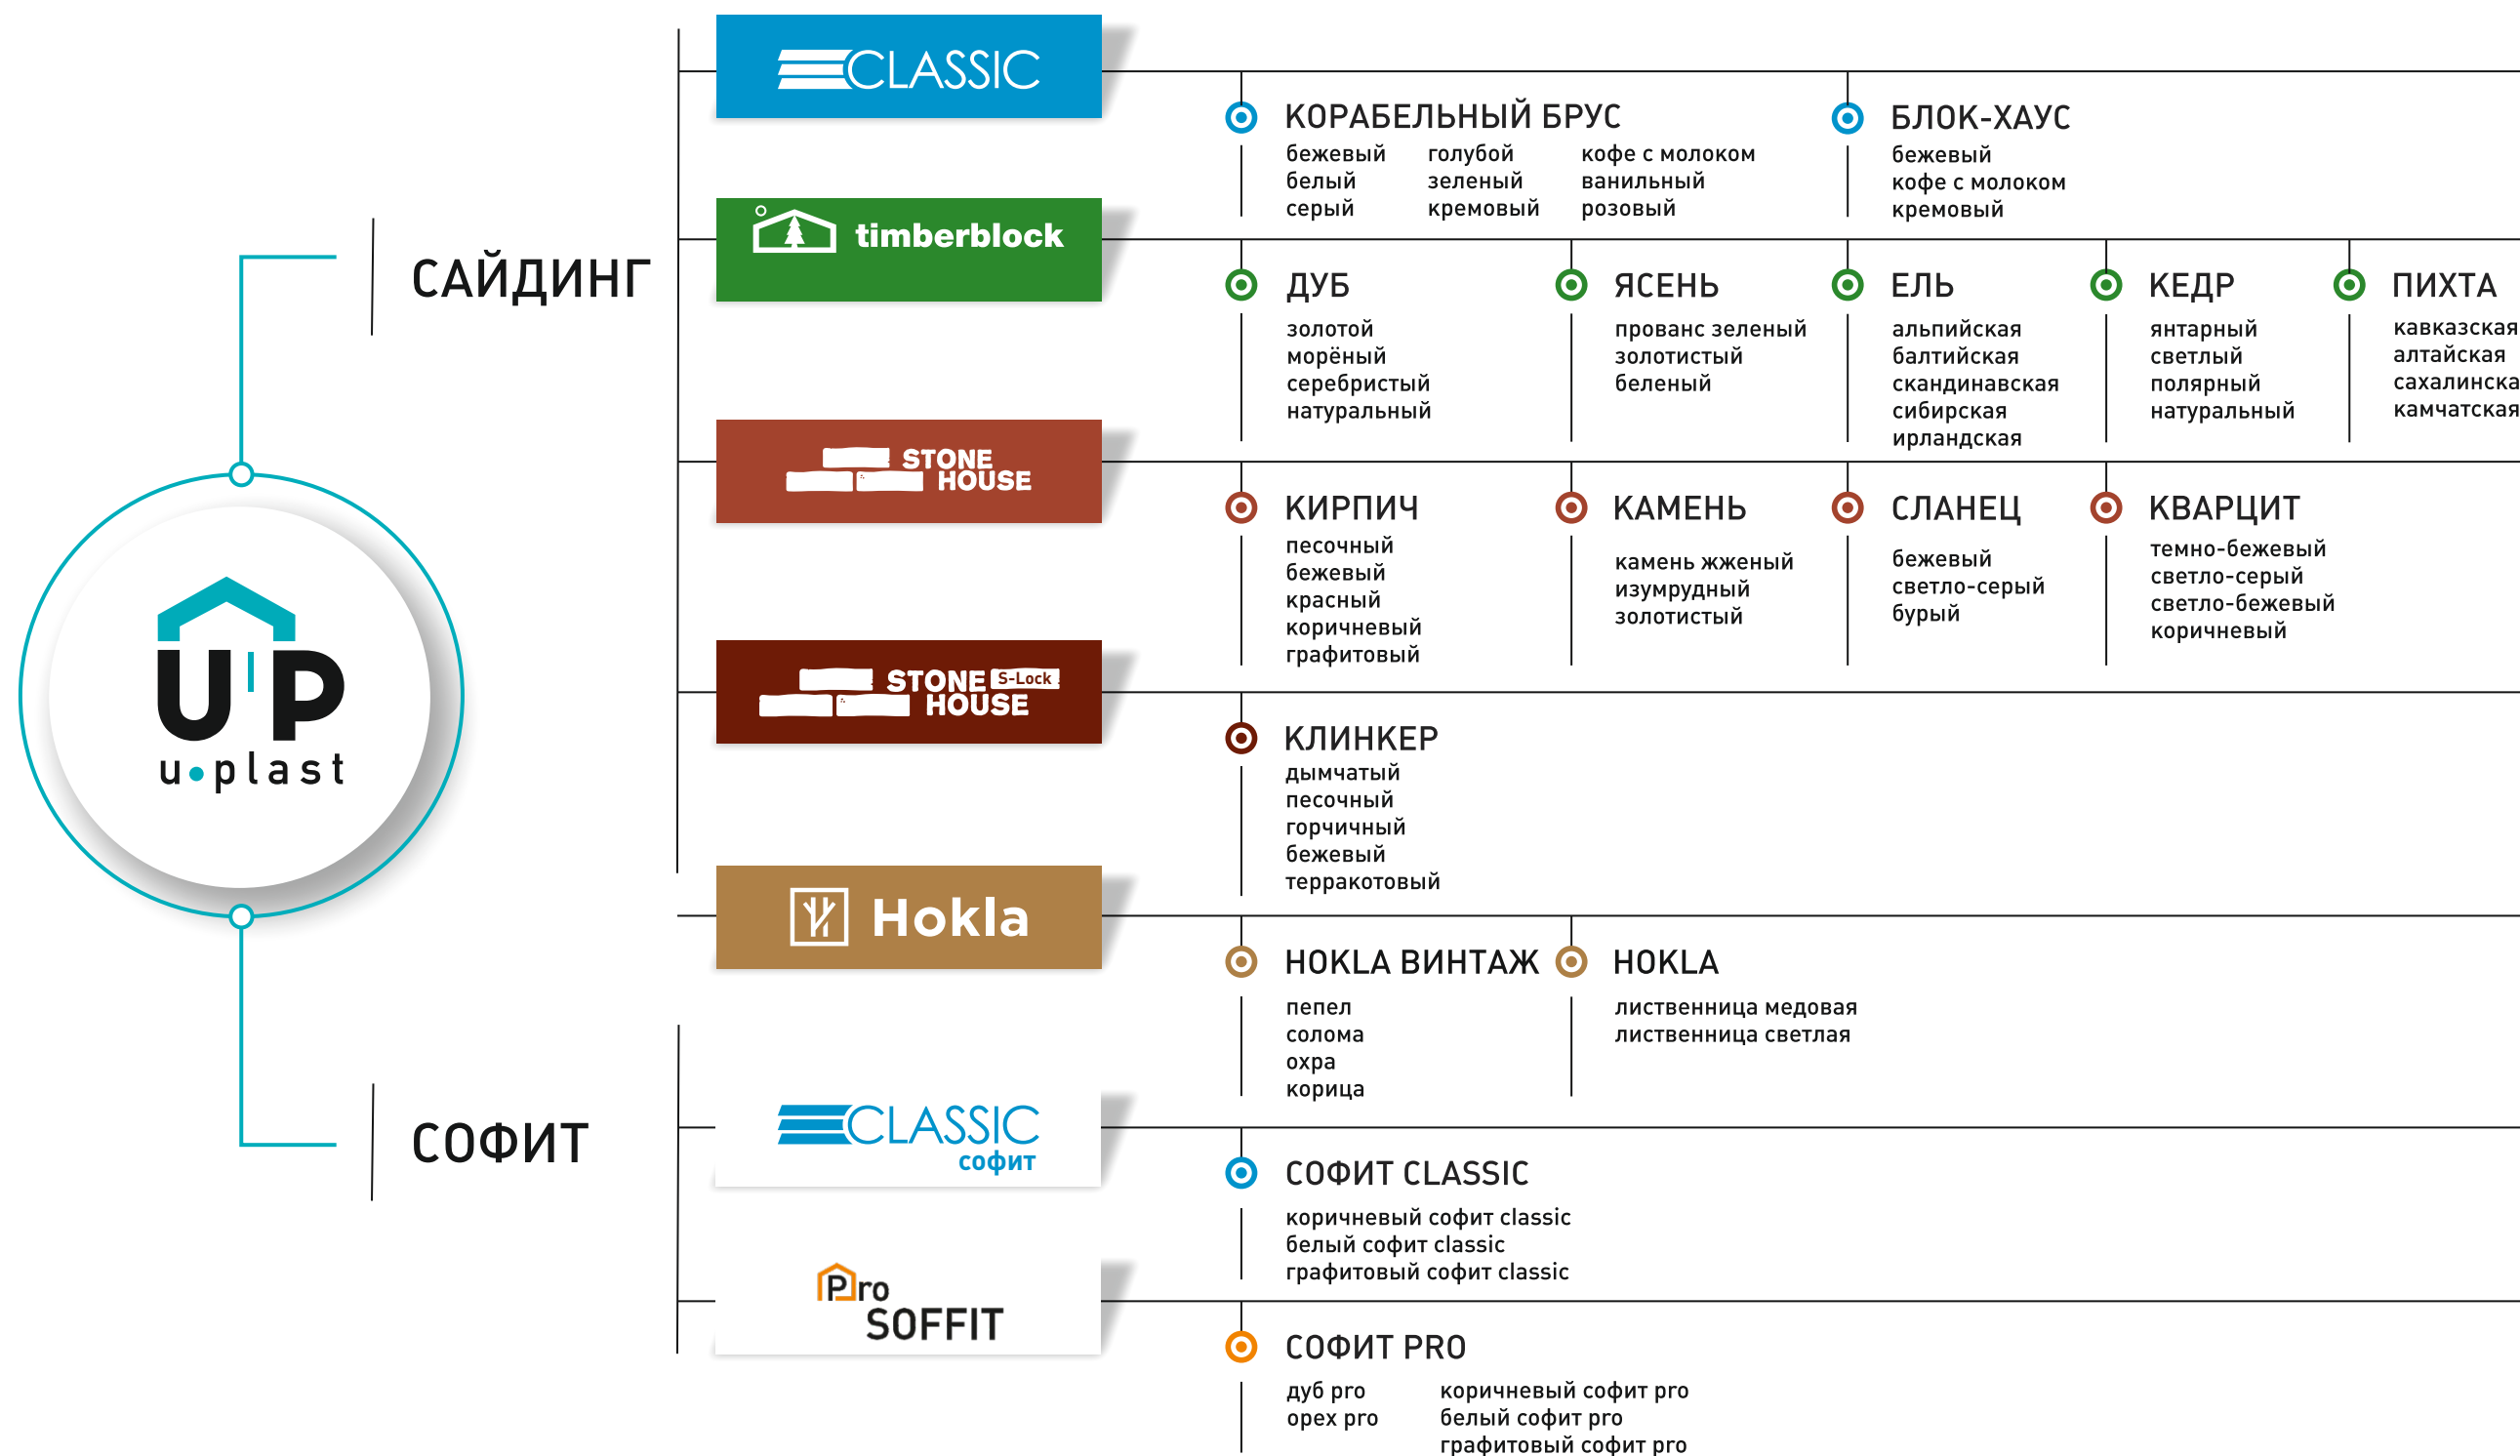 CLASSIC
КОРАБЕЛЬНЫЙ БРУС
бежевый
белый
серый
голубой
зеленый
кремовый
кофе с молоком
ванильный
розовый
БЛОК-ХАУС
бежевый
кофе с молоком
кремовый
САЙДИНГ
timberblock
ДУБ
золотой
морёный
серебристый
натуральный
ЯСЕНЬ
прованс зеленый
золотистый
беленый
ЕЛЬ
альпийская
балтийская
скандинавская
сибирская
ирландская
КЕДР
янтарный
светлый
полярный
натуральный
ПИХТА
кавказская
алтайская
сахалинска
камчатская
STONE
HOUSE
КИРПИЧ
песочный
бежевый
красный
коричневый
графитовый
КАМЕНЬ
камень жженый
изумрудный
золотистый
СЛАНЕЦ
бежевый
светло-серый
бурый
КВАРЦИТ
темно-бежевый
светло-серый
светло-бежевый
коричневый
UP
u•plast
STONE S-Lock
HOUSE
КЛИНКЕР
дымчатый
песочный
горчичный
бежевый
терракотовый
Hokla
HOKLA ВИНТАЖ
пепел
солома
охра
корица
HOKLA
лиственница медовая
лиственница светлая
СОФИТ
CLASSIC
софит
СОФИТ CLASSIC
коричневый софит classic
белый софит classic
графитовый софит classic
Pro
SOFFIT
СОФИТ PRO
дуб pro
орех pro
коричневый софит pro
белый софит pro
графитовый софит pro